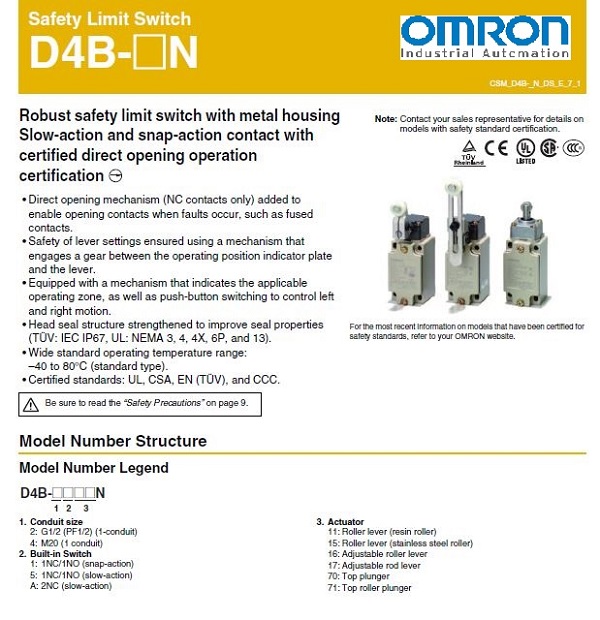 Safety Limit Switch
D4B-□N
OMRON
Industrial Automation
CSM_D4B-_N_DS_E_7_1
Robust safety limit switch with metal housing
Slow-action and snap-action contact with
certified direct opening operation
certification
Note: Contact your sales representative for details on
models with safety standard certification.
TÜV
Rheinland
CE
UL
LISTED
SA
CCC
• Direct opening mechanism (NC contacts only) added to
enable opening contacts when faults occur, such as fused
contacts.
• Safety of lever settings ensured using a mechanism that
engages a gear between the operating position indicator plate
and the lever.
• Equipped with a mechanism that indicates the applicable
operating zone, as well as push-button switching to control left
and right motion.
• Head seal structure strengthened to improve seal properties
(TÜV: IEC IP67, UL: NEMA 3, 4, 4X, 6P, and 13).
• Wide standard operating temperature range:
–40 to 80°C (standard type).
• Certified standards: UL, CSA, EN (TÜV), and CCC.
For the most recent information on models that have been certified for
safety standards, refer to your OMRON website.
Be sure to read the “Safety Precautions” on page 9.
Model Number Structure
Model Number Legend
D4B-□□□□N
1 2 3
1. Conduit size
2: G1/2 (PF1/2) (1-conduit)
4: M20 (1 conduit)
2. Built-in Switch
1: 1NC/1NO (snap-action)
5: 1NC/1NO (slow-action)
A: 2NC (slow-action)
3. Actuator
11: Roller lever (resin roller)
15: Roller lever (stainless steel roller)
16: Adjustable roller lever
17: Adjustable rod lever
70: Top plunger
71: Top roller plunger